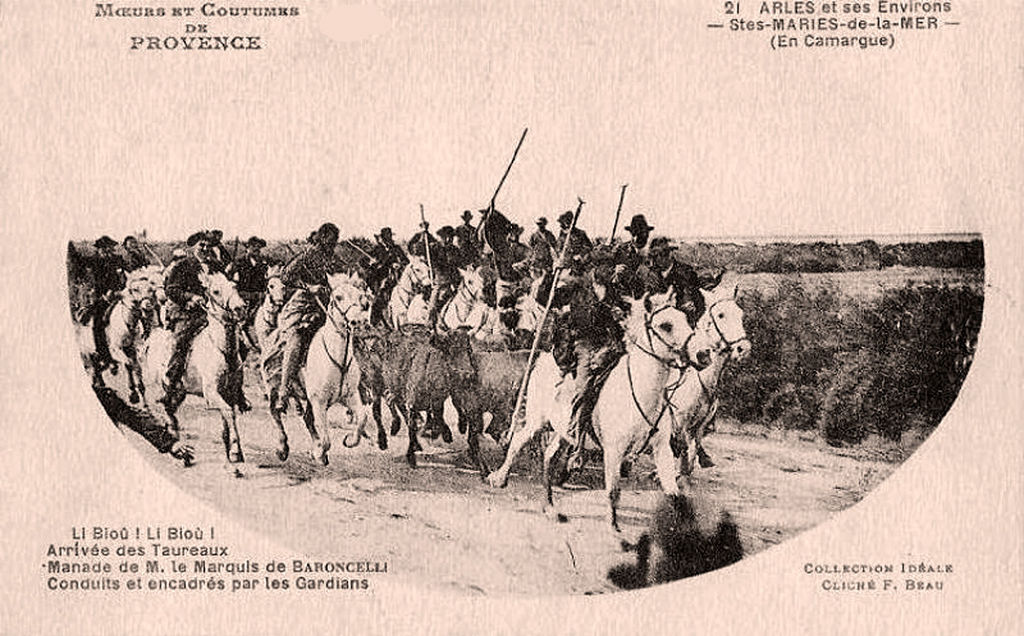 MŒURS ET COUTUMES
DE
PROVENCE
21 ARLES et ses Environs
— Stes-MARIES-de-la-MER —
(En Camargue)
Li Bioù ! Li Bioù !
Arrivée des Taureaux
Manade de M. le Marquis de BARONCELLI
Conduits et encadrés par les Gardians
COLLECTION IDÉALE
CLICHÉ F. BEAU